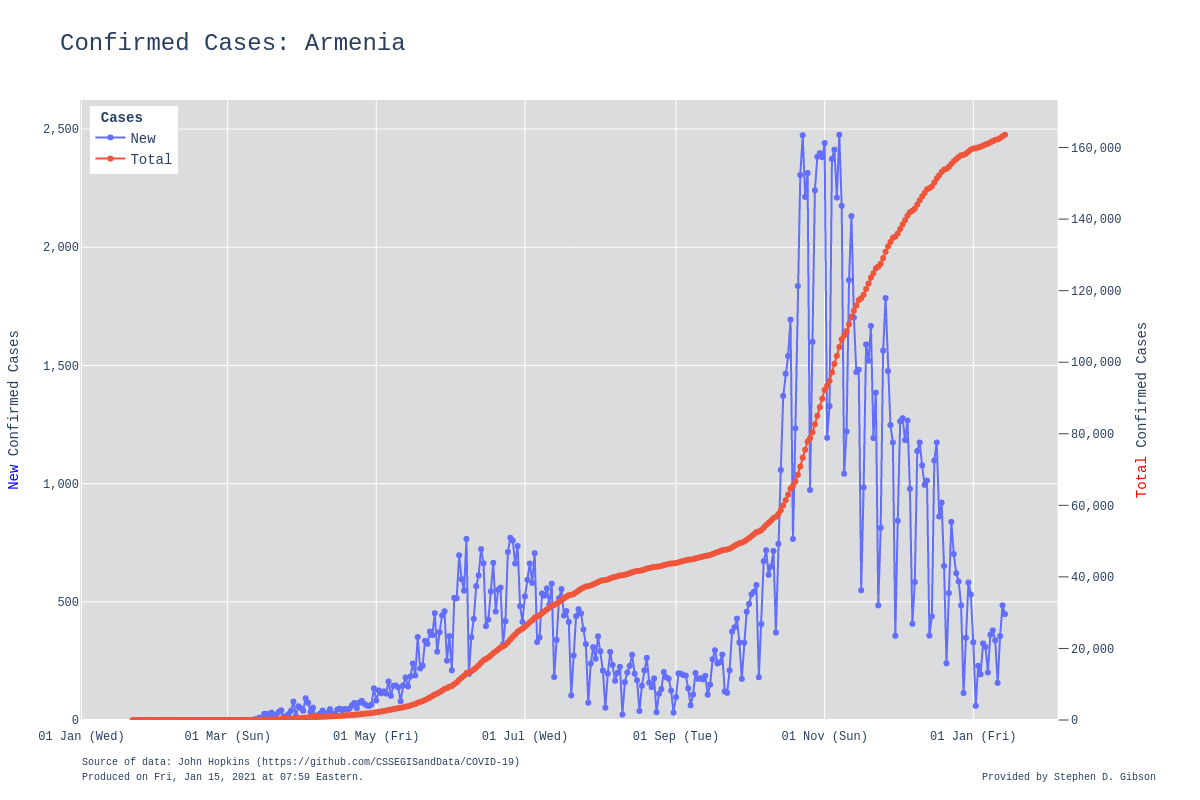 Confirmed Cases: Armenia
Cases
New
Total
2,500
2,000
1,500
1,000
500
0
160,000
140,000
120,000
100,000
80,000
60,000
40,000
20,000
0
New Confirmed Cases
Total Confirmed Cases
01 Jan (Wed) 01 Mar (Sun) 01 May (Fri) 01 Jul (Wed) 01 Sep (Tue) 01 Nov (Sun) 01 Jan (Fri)
Source of data: John Hopkins (https://github.com/CSSEGISandData/COVID-19)
Produced on Fri, Jan 15, 2021 at 07:59 Eastern.
Provided by Stephen D. Gibson